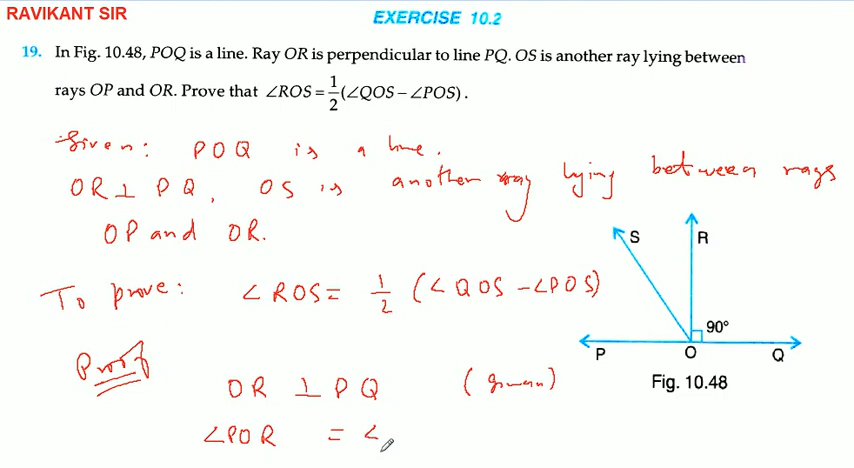 RAVIKANT SIR
EXERCISE 10.2
19. In Fig. 10.48, POQ is a line. Ray OR is perpendicular to line PQ. OS is another ray lying between
rays OP and OR. Prove that ∠ROS = 1/2 (∠QOS – ∠POS).
Given: POQ is a line.
OR ⊥ PQ, OS is another ray lying between rays
OP and OR.
To prove: ∠ROS = 1/2 (∠QOS - ∠POS)
Proof
OR ⊥ PQ (given)
∠POR = ∠
S R
90°
P O Q
Fig. 10.48